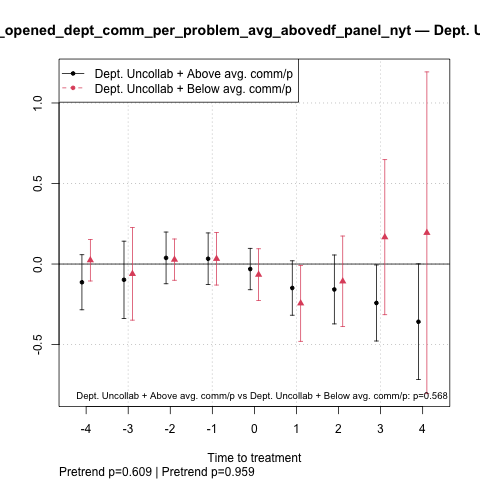 _opened_dept_comm_per_problem_avg_abovedf_panel_nyt — Dept. U
Dept. Uncollab + Above avg. comm/p
Dept. Uncollab + Below avg. comm/p
1.0
0.5
0.0
-0.5
Dept. Uncollab + Above avg. comm/p vs Dept. Uncollab + Below avg. comm/p: p=0.568
-4 -3 -2 -1 0 1 2 3 4
Time to treatment
Pretrend p=0.609 | Pretrend p=0.959